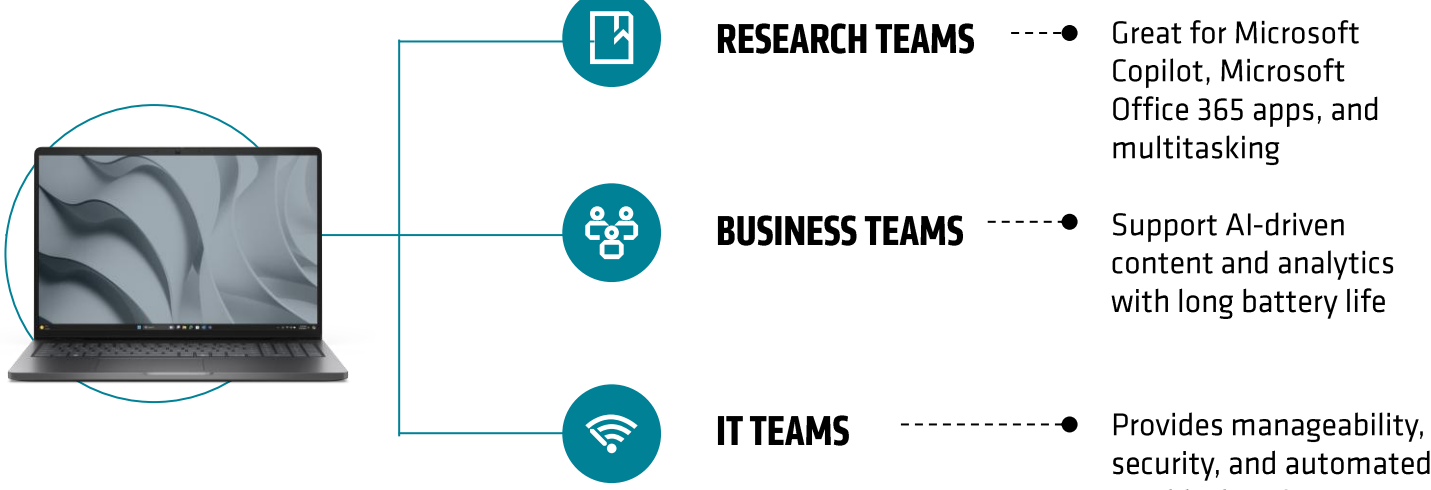 RESEARCH TEAMS
Great for Microsoft
Copilot, Microsoft
Office 365 apps, and
multitasking
BUSINESS TEAMS
Support AI-driven
content and analytics
with long battery life
IT TEAMS
Provides manageability,
security, and automated